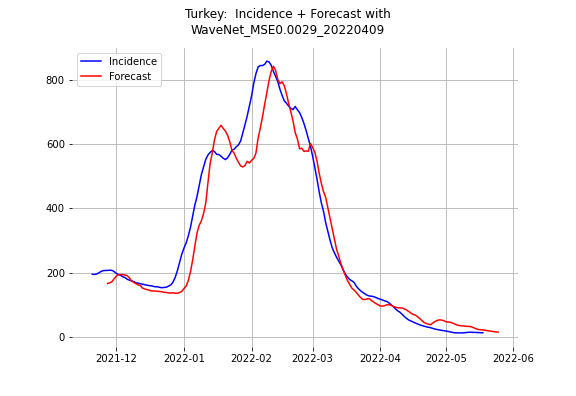 Turkey:  Incidence + Forecast with
WaveNet_MSE0.0029_20220409
Incidence
Forecast
800
600
400
200
0
2021-12 2022-01 2022-02 2022-03 2022-04 2022-05 2022-06